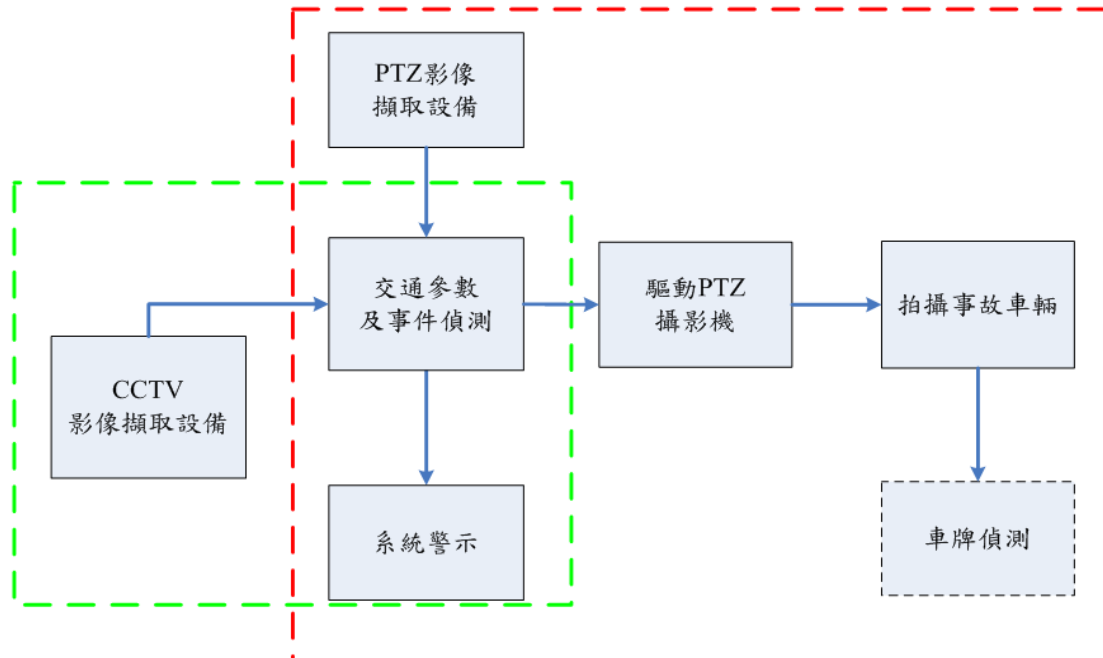 PTZ影像
擷取設備
交通參數
及事件偵測
驅動PTZ
攝影機
拍攝事故車輛
CCTV
影像擷取設備
系統警示
車牌偵測